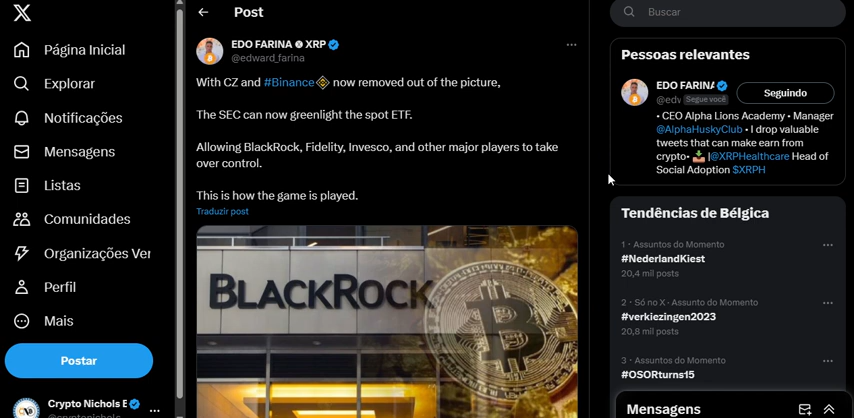 Post
Buscar
Página Inicial
Explorar
Notificações
Mensagens
Listas
Comunidades
Organizações Ver
Perfil
Mais
Postar
Crypto Nichols E
@cryptonichols
EDO FARINA XRP
@edward_farina
With CZ and #Binance now removed out of the picture,
The SEC can now greenlight the spot ETF.
Allowing BlackRock, Fidelity, Invesco, and other major players to take
over control.
This is how the game is played.
Traduzir post
BLACKROCK
Pessoas relevantes
EDO FARINA
@edv Segue você
Seguindo
• CEO Alpha Lions Academy • Manager
@AlphaHuskyClub • I drop valuable
tweets that can make earn from
crypto• |@XRPHealthcare Head of
Social Adoption $XRPH
Tendências de Bélgica
1 · Assuntos do Momento
#NederlandKiest
20,4 mil posts
2 · Só no X · Assunto do Momento
#verkiezingen2023
20,8 mil posts
3 · Assuntos do Momento
#OSORturns15
Mensagens